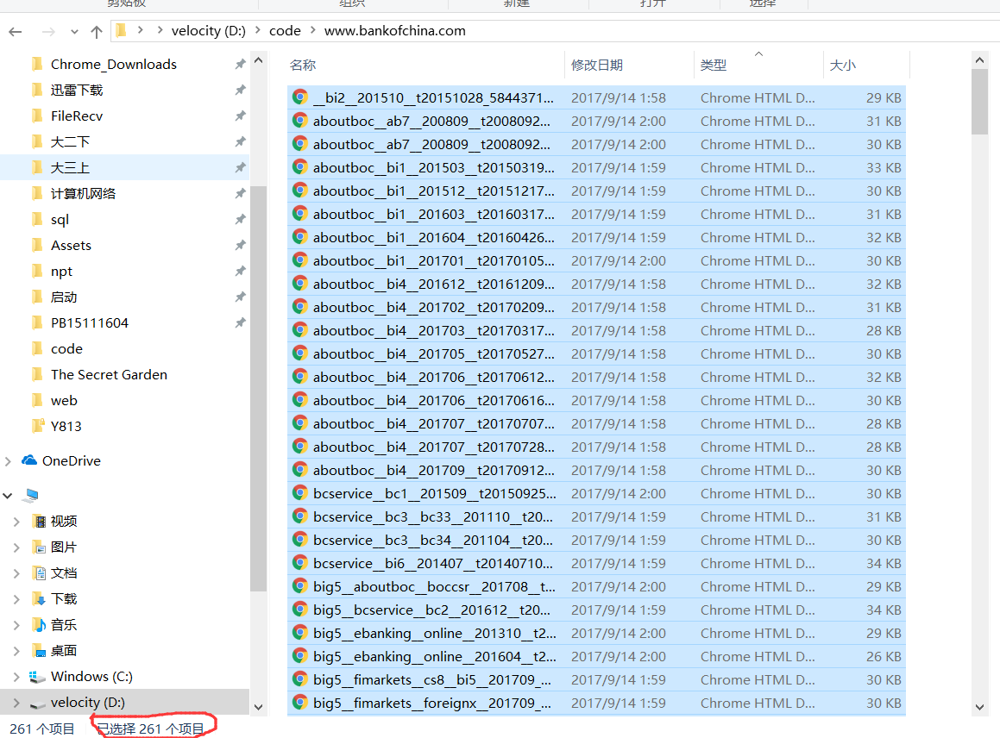 剪贴板 组织 新建 打开 选择
velocity (D:) code www.bankofchina.com
名称 修改日期 类型 大小
Chrome_Downloads
迅雷下载
FileRecv
大二下
大三上
计算机网络
sql
Assets
npt
启动
PB15111604
code
The Secret Garden
web
Y813
OneDrive
视频
图片
文档
下载
音乐
桌面
Windows (C:)
velocity (D:)
__bi2__201510__t20151028_5844371... 2017/9/14 1:58 Chrome HTML D... 29 KB
aboutboc__ab7__200809__t2008092... 2017/9/14 2:00 Chrome HTML D... 31 KB
aboutboc__ab7__200809__t2008092... 2017/9/14 2:00 Chrome HTML D... 30 KB
aboutboc__bi1__201503__t20150319... 2017/9/14 1:59 Chrome HTML D... 33 KB
aboutboc__bi1__201512__t20151217... 2017/9/14 1:59 Chrome HTML D... 30 KB
aboutboc__bi1__201603__t20160317... 2017/9/14 1:59 Chrome HTML D... 31 KB
aboutboc__bi1__201604__t20160426... 2017/9/14 1:59 Chrome HTML D... 32 KB
aboutboc__bi1__201701__t20170105... 2017/9/14 2:00 Chrome HTML D... 30 KB
aboutboc__bi4__201612__t20161209... 2017/9/14 1:58 Chrome HTML D... 32 KB
aboutboc__bi4__201702__t20170209... 2017/9/14 1:58 Chrome HTML D... 31 KB
aboutboc__bi4__201703__t20170317... 2017/9/14 1:58 Chrome HTML D... 28 KB
aboutboc__bi4__201705__t20170527... 2017/9/14 1:58 Chrome HTML D... 30 KB
aboutboc__bi4__201706__t20170612... 2017/9/14 1:58 Chrome HTML D... 32 KB
aboutboc__bi4__201706__t20170616... 2017/9/14 1:58 Chrome HTML D... 30 KB
aboutboc__bi4__201707__t20170707... 2017/9/14 1:58 Chrome HTML D... 28 KB
aboutboc__bi4__201707__t20170728... 2017/9/14 1:58 Chrome HTML D... 28 KB
aboutboc__bi4__201709__t20170912... 2017/9/14 1:58 Chrome HTML D... 30 KB
bcservice__bc1__201509__t20150925... 2017/9/14 2:00 Chrome HTML D... 30 KB
bcservice__bc3__bc33__201110__t20... 2017/9/14 1:59 Chrome HTML D... 31 KB
bcservice__bc3__bc34__201104__t20... 2017/9/14 1:59 Chrome HTML D... 30 KB
bcservice__bi6__201407__t20140710... 2017/9/14 1:59 Chrome HTML D... 34 KB
big5__aboutboc__boccsr__201708__t... 2017/9/14 2:00 Chrome HTML D... 29 KB
big5__bcservice__bc2__201612__t20... 2017/9/14 1:59 Chrome HTML D... 34 KB
big5__ebanking__online__201310__t2... 2017/9/14 2:00 Chrome HTML D... 29 KB
big5__ebanking__online__201604__t2... 2017/9/14 2:00 Chrome HTML D... 26 KB
big5__fimarkets__cs8__bi5__201709__... 2017/9/14 1:59 Chrome HTML D... 30 KB
big5__fimarkets__foreignx__201709__... 2017/9/14 1:59 Chrome HTML D... 30 KB
261 个项目 已选择 261 个项目